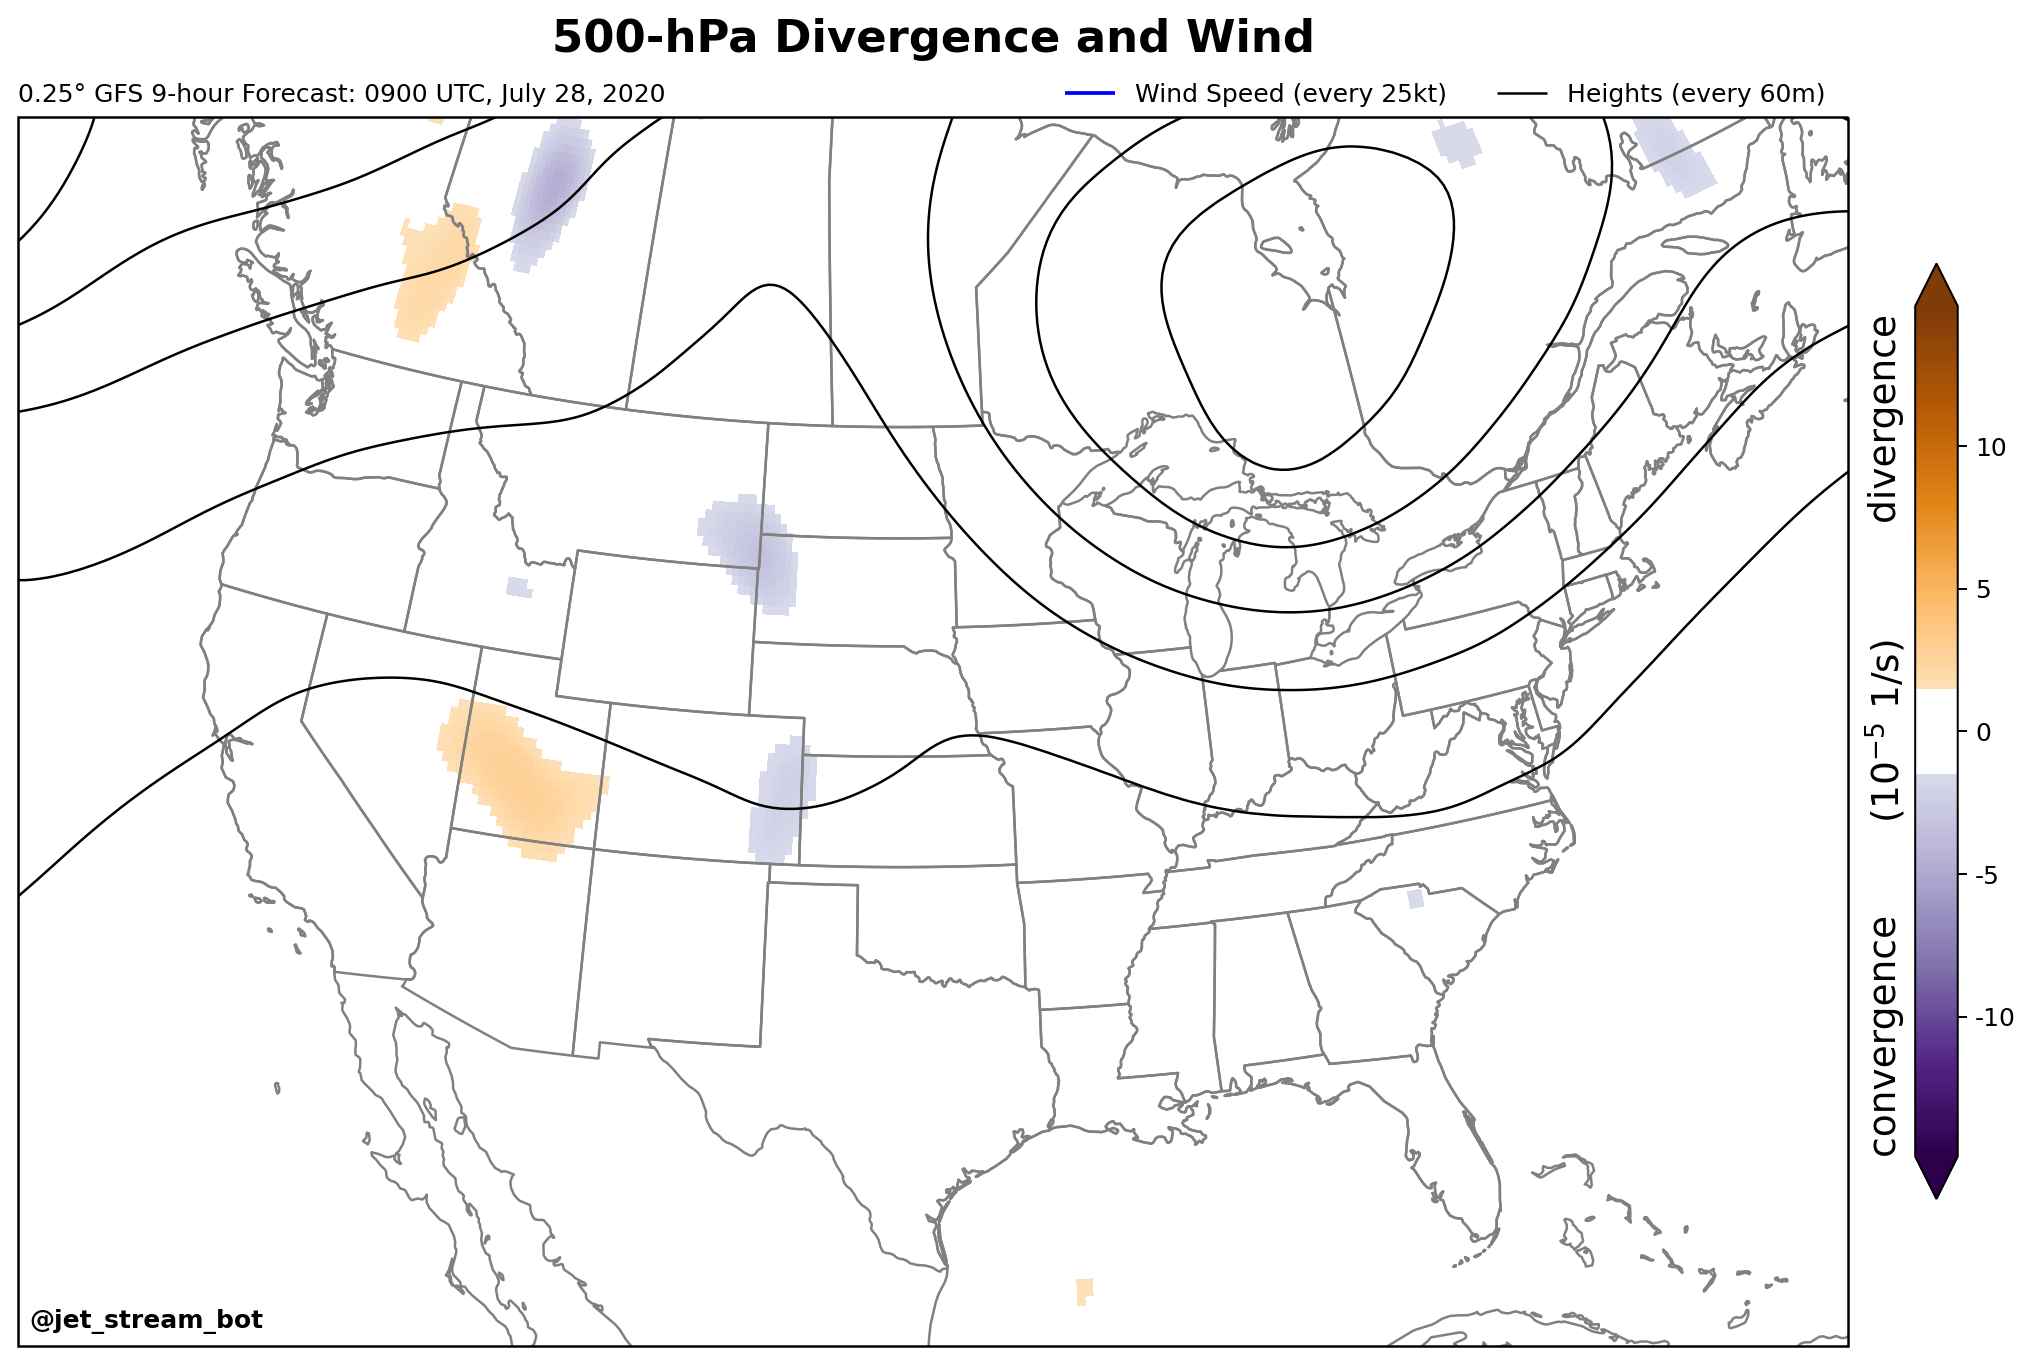 500-hPa Divergence and Wind
0.25° GFS 9-hour Forecast: 0900 UTC, July 28, 2020
Wind Speed (every 25kt)
Heights (every 60m)
10
5
0
-5
-10
convergence (10⁻⁵ 1/s) divergence
@jet_stream_bot